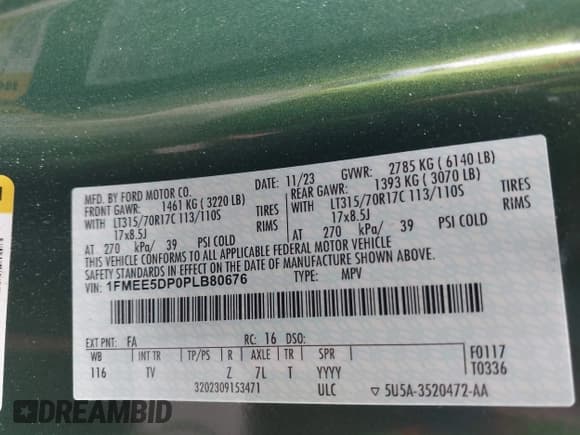 MFD. BY FORD MOTOR CO.
DATE: 11/23 GVWR: 2785 KG ( 6140 LB)
FRONT GAWR: 1461 KG ( 3220 LB)
REAR GAWR: 1393 KG ( 3070 LB)
WITH LT315/70R17C 113/110S TIRES
WITH LT315/70R17C 113/110S TIRES
17x8.5J RIMS
17x8.5J RIMS
AT 270 kPa/ 39 PSI COLD
AT 270 kPa/ 39 PSI COLD
THIS VEHICLE CONFORMS TO ALL APPLICABLE FEDERAL MOTOR VEHICLE
SAFETY STANDARDS IN EFFECT ON THE DATE OF MANUFACTURE SHOWN ABOVE.
VIN: 1FMEE5DP0PLB80676
TYPE: MPV
EXT PNT: FA RC: 16 DSO:
WB INT TR TP/PS R AXLE TR SPR
116 TV Z 7L T YYYY
F0117
T0336
3202309153471 ULC ▽ 5U5A-3520472-AA
DREAMBID